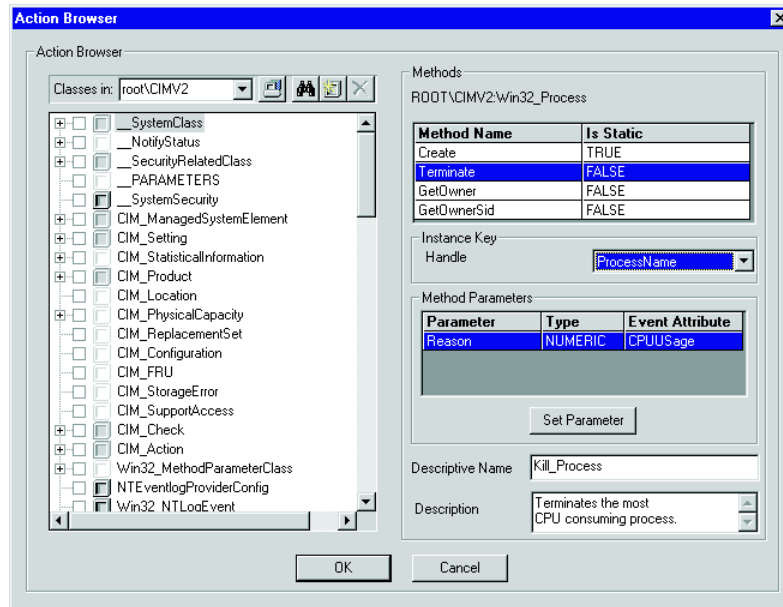 Action Browser
Action Browser
Classes in: root\CIMV2
__SystemClass
__NotifyStatus
__SecurityRelatedClass
__PARAMETERS
__SystemSecurity
CIM_ManagedSystemElement
CIM_Setting
CIM_StatisticalInformation
CIM_Product
CIM_Location
CIM_PhysicalCapacity
CIM_ReplacementSet
CIM_Configuration
CIM_FRU
CIM_StorageError
CIM_SupportAccess
CIM_Check
CIM_Action
Win32_MethodParameterClass
NTEventlogProviderConfig
Win32_NTLogEvent
Methods
ROOT\CIMV2:Win32_Process
Method Name Is Static
Create TRUE
Terminate FALSE
GetOwner FALSE
GetOwnerSid FALSE
Instance Key
Handle ProcessName
Method Parameters
Parameter Type Event Attribute
Reason NUMERIC CPUUSage
Set Parameter
Descriptive Name Kill_Process
Description Terminates the most
CPU consuming process.
OK Cancel